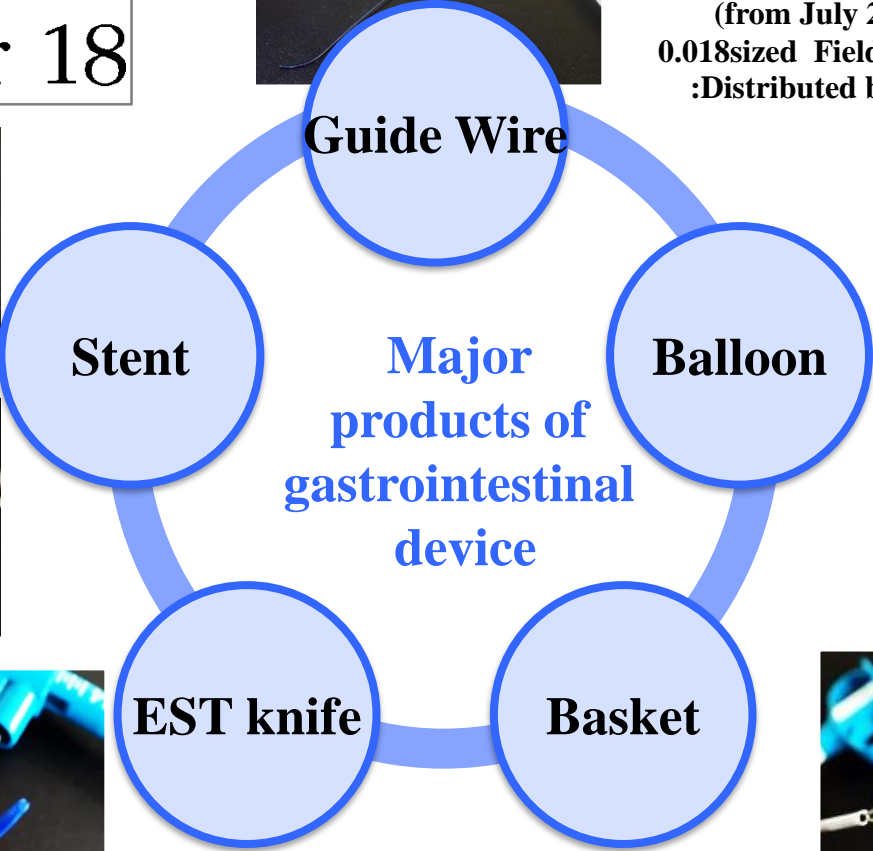 (from July 2
r 18
0.018sized Field
:Distributed b
Guide Wire
Stent
Balloon
Major
products of
gastrointestinal
device
EST knife
Basket